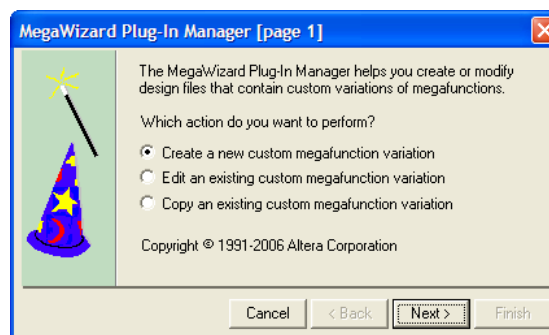 MegaWizard Plug-In Manager [page 1]
The MegaWizard Plug-In Manager helps you create or modify
design files that contain custom variations of megafunctions.
Which action do you want to perform?
Create a new custom megafunction variation
Edit an existing custom megafunction variation
Copy an existing custom megafunction variation
Copyright © 1991-2006 Altera Corporation
Cancel < Back Next > Finish